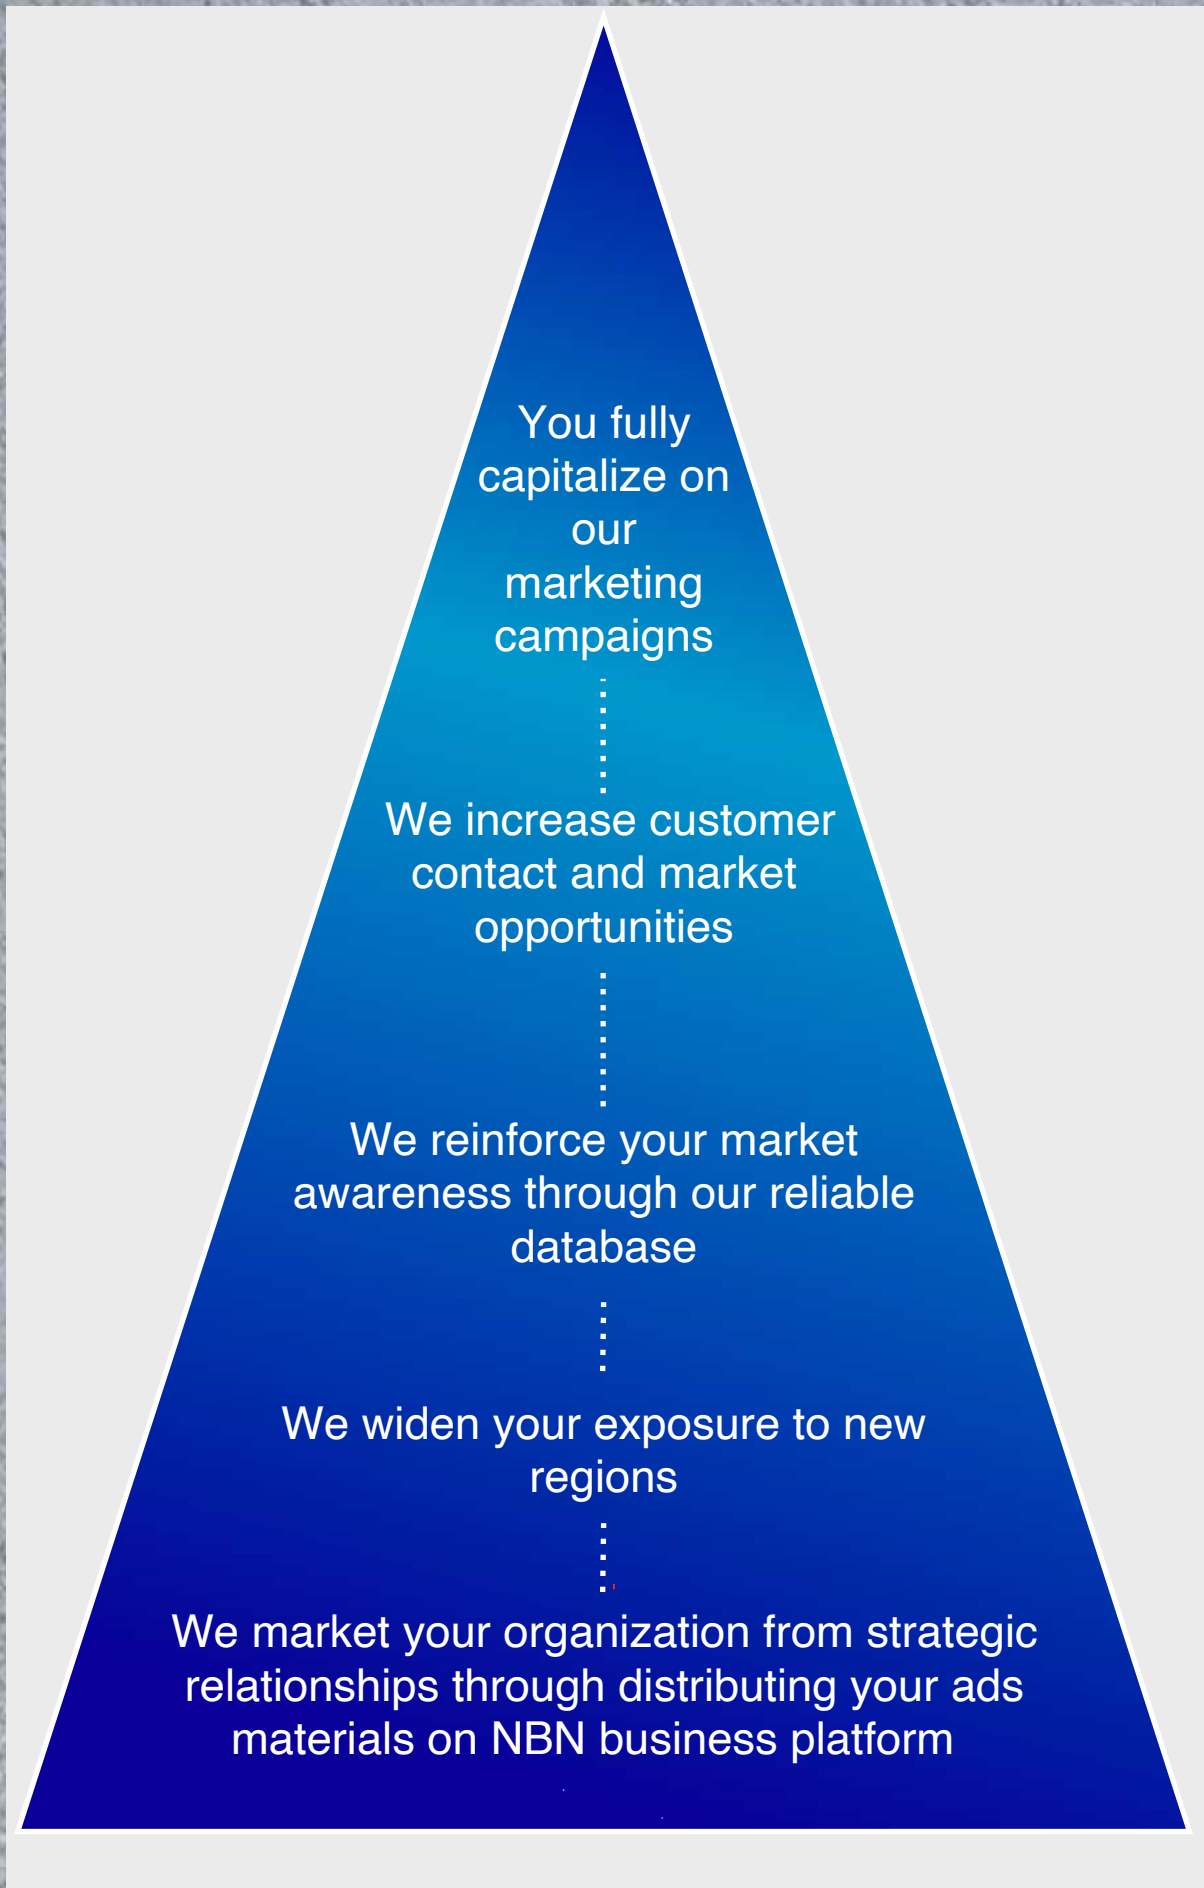 You fully
capitalize on
our
marketing
campaigns
We increase customer
contact and market
opportunities
We reinforce your market
awareness through our reliable
database
We widen your exposure to new
regions
We market your organization from strategic
relationships through distributing your ads
materials on NBN business platform